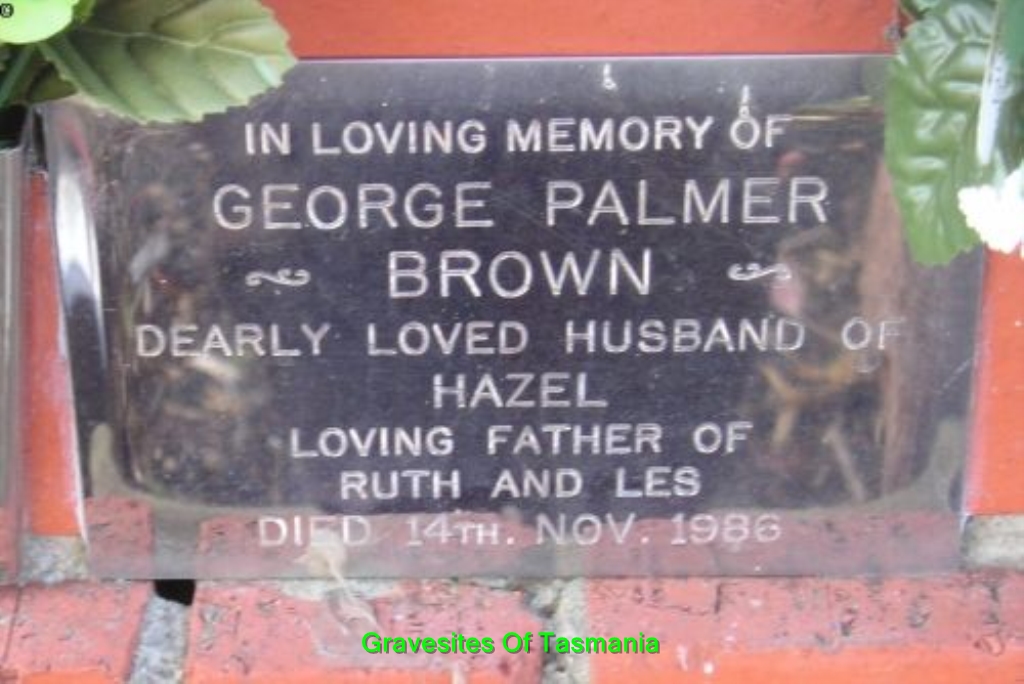 IN LOVING MEMORY OF
GEORGE PALMER
BROWN
DEARLY LOVED HUSBAND OF
HAZEL
LOVING FATHER OF
RUTH AND LES
DIED 14TH. NOV. 1986
Gravesites Of Tasmania